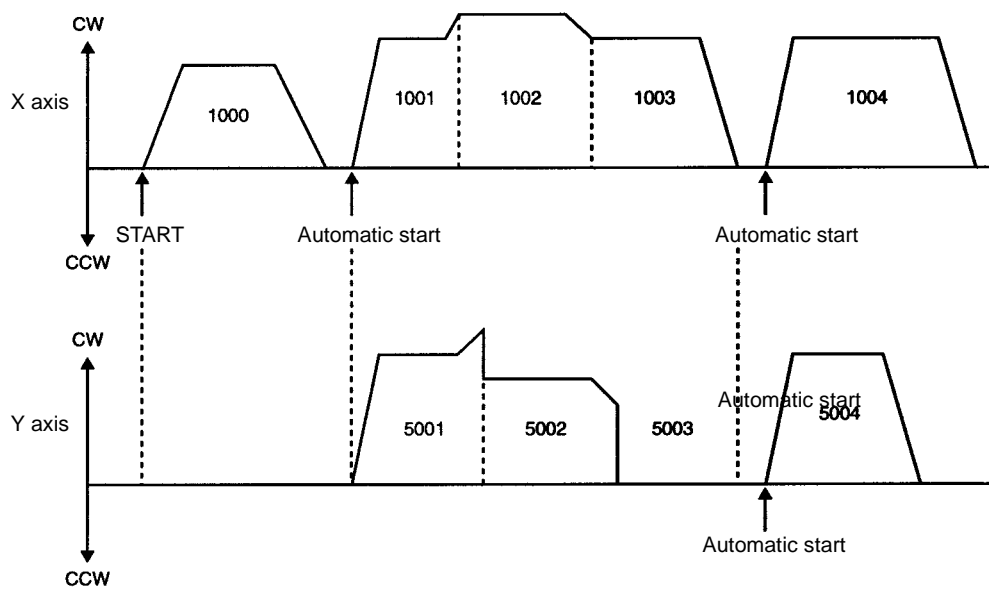 CW
X axis
1000
1001
1002
1003
1004
START
Automatic start
Automatic start
CCW
CW
Automatic start
Y axis
5001
5002
5003
5004
Automatic start
CCW